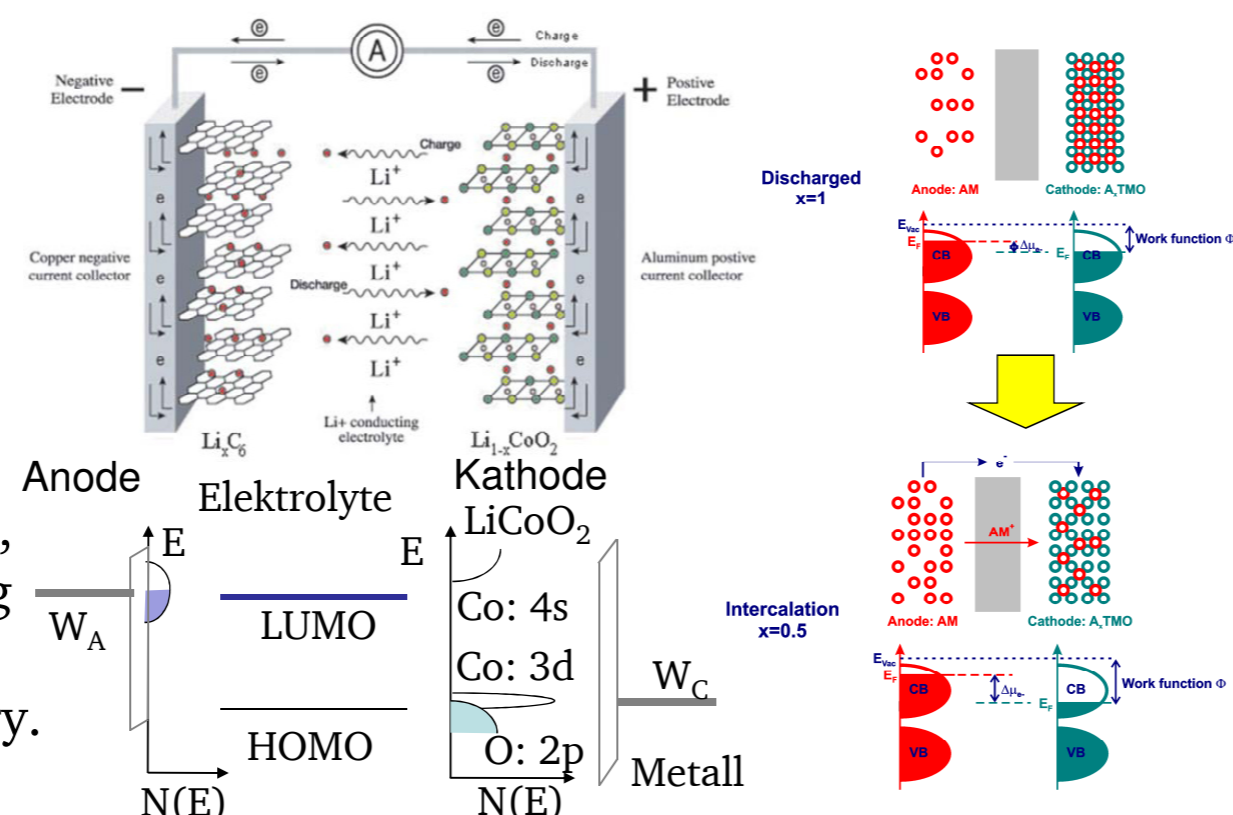 e
e
Charge
A
Discharge
e
e
Negative
Electrode
−
+
Postive
Electrode
Charge
Li+
e
e
Li+
Copper negative
current collector
Aluminum postive
current collector
Li+
Discharge
Li+
Li+
e
e
Li+
Li+ conducting
electrolyte
LixC6
Li1-xCoO2
Discharged
x=1
Anode: AM
Cathode: AxTMO
EVac
EF
Δμe-
EF
Work function Φ
CB
CB
VB
VB
Anode
Elektrolyte
Kathode
LiCoO2
,
E
E
g
WA
LUMO
Co: 4s
Co: 3d
WC
y.
HOMO
O: 2p
Metall
N(E)
N(E)
e-
AM+
Intercalation
x=0.5
Anode: AM
Cathode: AxTMO
EVac
EF
Δμe-
EF
Work function Φ
CB
CB
VB
VB